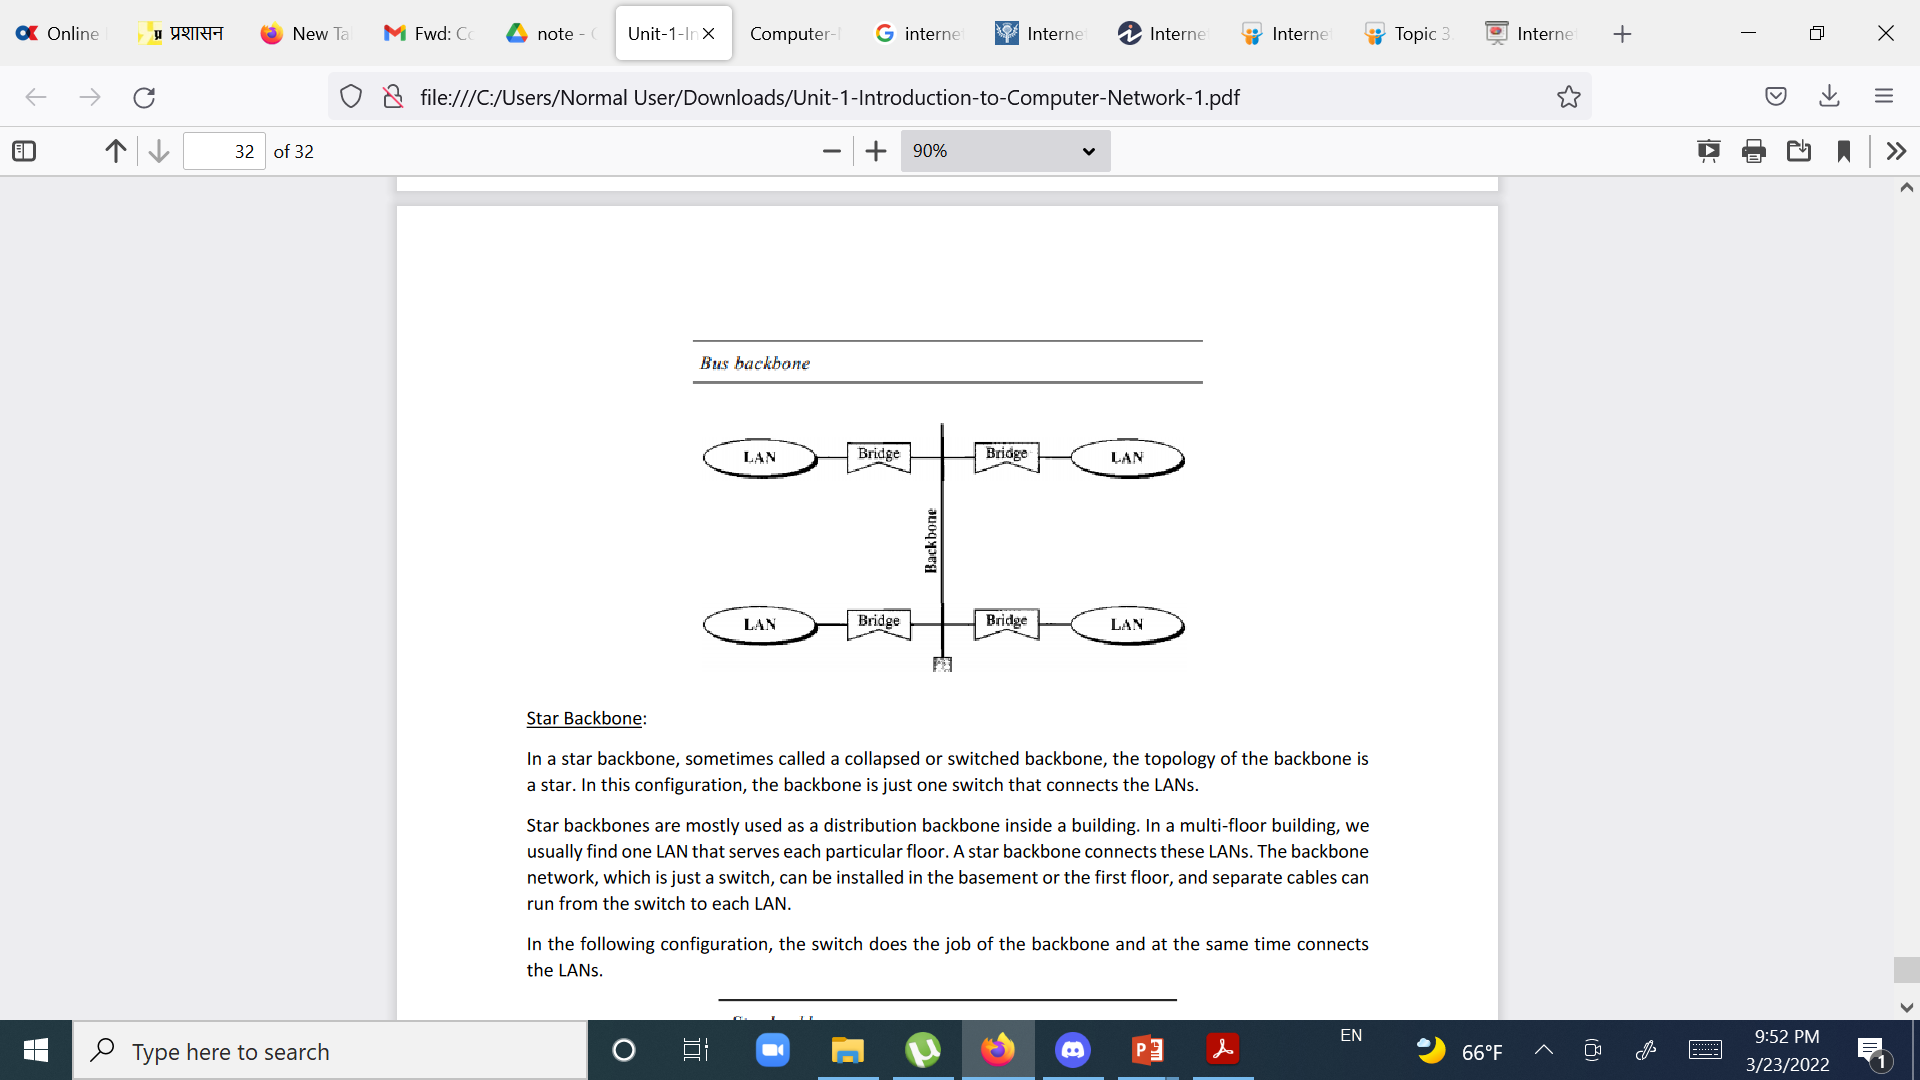 Online
प्रशासन
New Ta
Fwd: Co
note -
Unit-1-In
Computer-
interne
Interne
Interne
Interne
Topic 3
Interne
file:///C:/Users/Normal User/Downloads/Unit-1-Introduction-to-Computer-Network-1.pdf
32 of 32
90%
Bus backbone
LAN Bridge Bridge LAN
Backbone
LAN Bridge Bridge LAN
Star Backbone:
In a star backbone, sometimes called a collapsed or switched backbone, the topology of the backbone is
a star. In this configuration, the backbone is just one switch that connects the LANs.
Star backbones are mostly used as a distribution backbone inside a building. In a multi-floor building, we
usually find one LAN that serves each particular floor. A star backbone connects these LANs. The backbone
network, which is just a switch, can be installed in the basement or the first floor, and separate cables can
run from the switch to each LAN.
In the following configuration, the switch does the job of the backbone and at the same time connects
the LANs.
Type here to search
EN
66°F
9:52 PM
3/23/2022
1